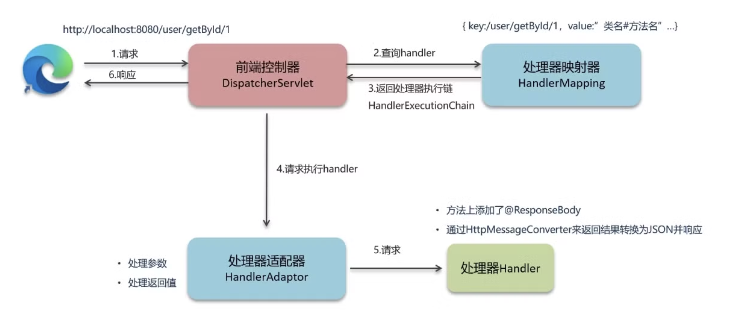 http://localhost:8080/user/getById/1
{ key:/user/getById/1，value:”类名#方法名”…}
1.请求
6.响应
前端控制器
DispatcherServlet
2.查询handler
3.返回处理器执行链
HandlerExecutionChain
处理器映射器
HandlerMapping
4.请求执行handler
• 方法上添加了@ResponseBody
• 通过HttpMessageConverter来返回结果转换为JSON并响应
• 处理参数
• 处理返回值
处理器适配器
HandlerAdaptor
5.请求
处理器Handler